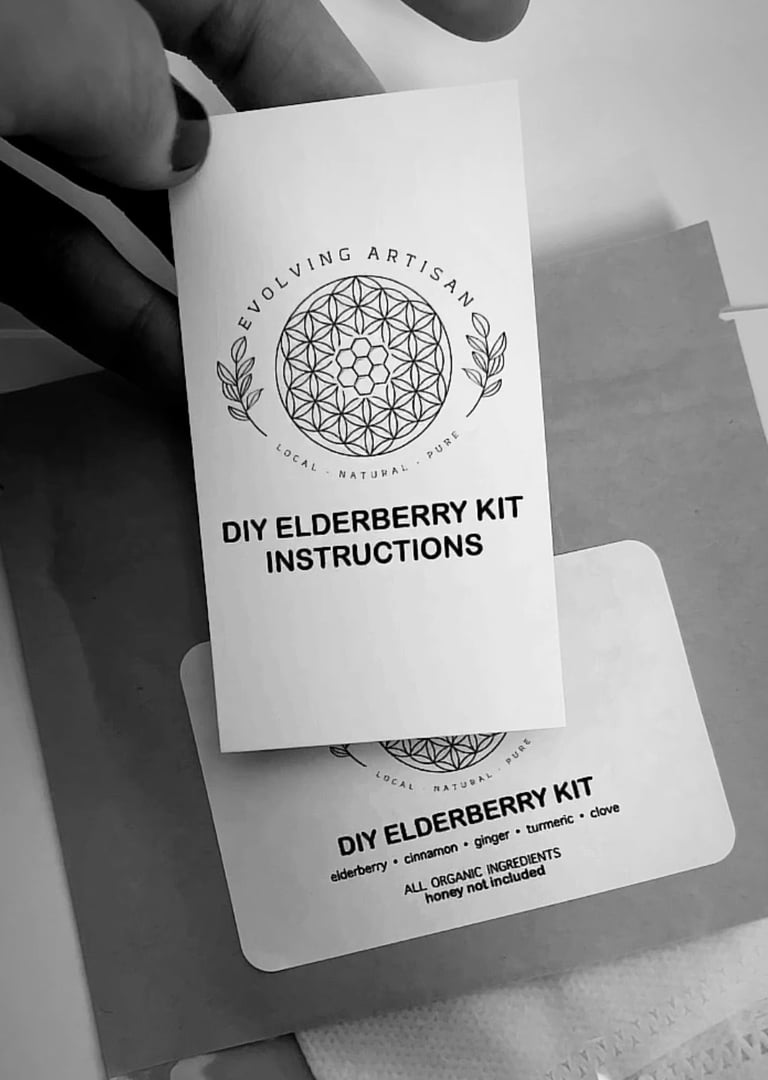 EVOLVING ARTISAN
LOCAL · NATURAL · PURE
DIY ELDERBERRY KIT
INSTRUCTIONS
LOCAL · NATURAL · PURE
DIY ELDERBERRY KIT
elderberry • cinnamon • ginger • turmeric • clove
ALL ORGANIC INGREDIENTS
honey not included